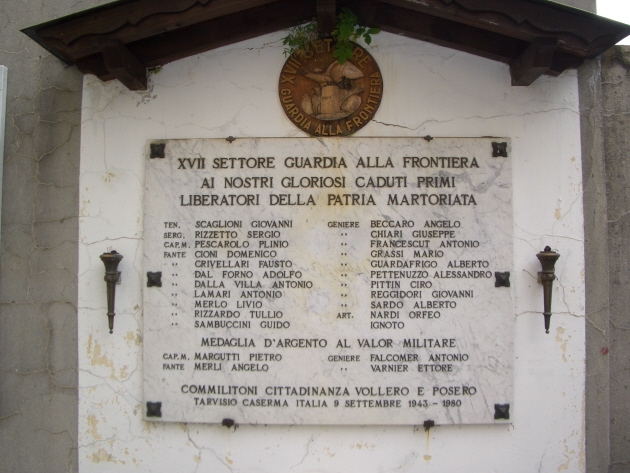 XVII SETTORE
GUARDIA ALLA FRONTIERA
XVII SETTORE GUARDIA ALLA FRONTIERA
AI NOSTRI GLORIOSI CADUTI PRIMI
LIBERATORI DELLA PATRIA MARTORIATA
TEN. SCAGLIONI GIOVANNI
SERG. RIZZETTO SERGIO
CAP.M. PESCAROLO PLINIO
FANTE CIONI DOMENICO
" CRIVELLARI FAUSTO
" DAL FORNO ADOLFO
" DALLA VILLA ANTONIO
" LAMARI ANTONIO
" MERLO LIVIO
" RIZZARDO TULLIO
" SAMBUCCINI GUIDO
GENIERE BECCARO ANGELO
" CHIARI GIUSEPPE
" FRANCESCUT ANTONIO
" GRASSI MARIO
" GUARDAFRIGO ALBERTO
" PETTENUZZO ALESSANDRO
" PITTIN CIRO
" REGGIDORI GIOVANNI
" SARDO ALBERTO
ART. NARDI ORFEO
" IGNOTO
MEDAGLIA D'ARGENTO AL VALOR MILITARE
CAP.M. MARGUTTI PIETRO
FANTE MERLI ANGELO
GENIERE FALCOMER ANTONIO
" VARNIER ETTORE
COMMILITONI CITTADINANZA VOLLERO E POSERO
TARVISIO CASERMA ITALIA 9 SETTEMBRE 1943 - 1980